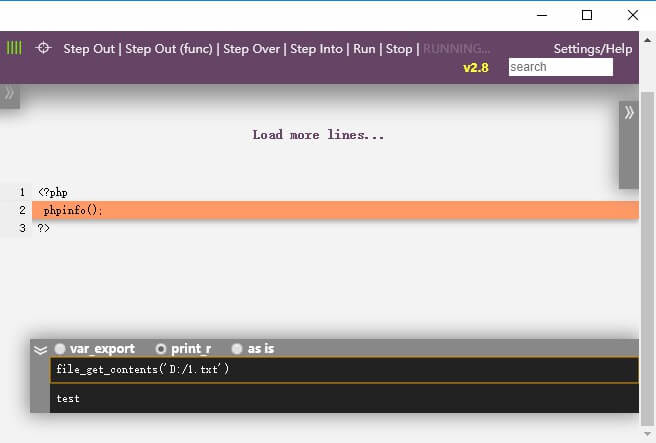 Step Out | Step Out (func) | Step Over | Step Into | Run | Stop | RUNNING... Settings/Help
v2.8 search
Load more lines...
1 <?php
2 phpinfo();
3 ?>
var_export print_r as is
file_get_contents('D:/1.txt')
test